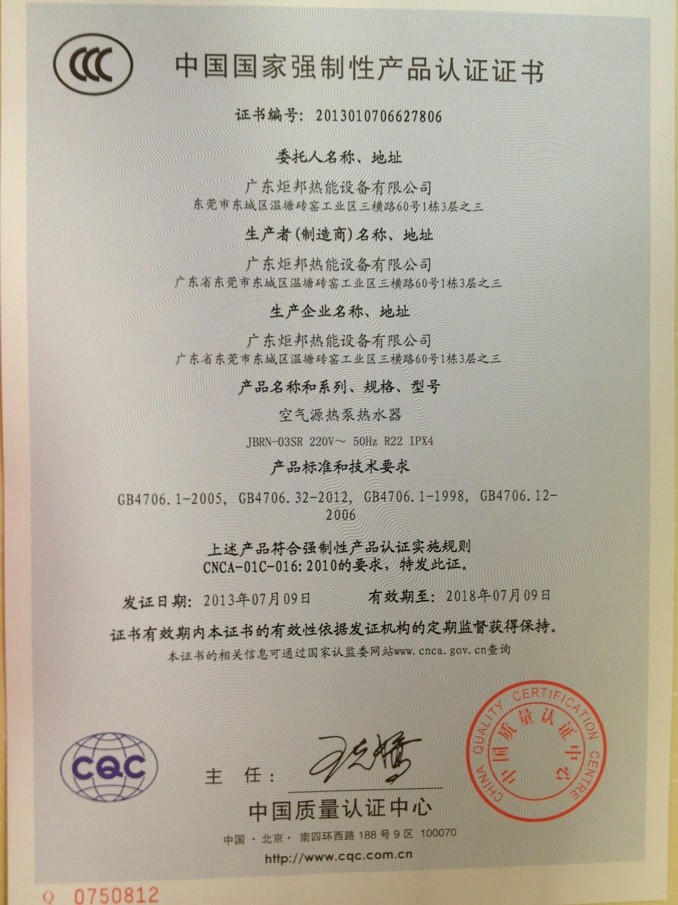 CCC
中国国家强制性产品认证证书
证书编号: 2013010706627806
委托人名称、地址
广东炬邦热能设备有限公司
东莞市东城区温塘砖窑工业区三横路60号1栋3层之三
生产者(制造商)名称、地址
广东炬邦热能设备有限公司
广东省东莞市东城区温塘砖窑工业区三横路60号1栋3层之三
生产企业名称、地址
广东炬邦热能设备有限公司
广东省东莞市东城区温塘砖窑工业区三横路60号1栋3层之三
产品名称和系列、规格、型号
空气源热泵热水器
JBRN-03SR 220V～ 50Hz R22 IPX4
产品标准和技术要求
GB4706.1-2005, GB4706.32-2012, GB4706.1-1998, GB4706.12-
2006
上述产品符合强制性产品认证实施规则
CNCA-01C-016:2010的要求，特发此证。
发证日期: 2013年07月09日 有效期至: 2018年07月09日
证书有效期内本证书的有效性依据发证机构的定期监督获得保持。
本证书的相关信息可通过国家认监委网站www.cnca.gov.cn查询
CHINA QUALITY CERTIFICATION CENTRE
中国质量认证中心
CQC
主 任:
中国质量认证中心
中国·北京·南四环西路188号9区 100070
http://www.cqc.com.cn
Q 0750812